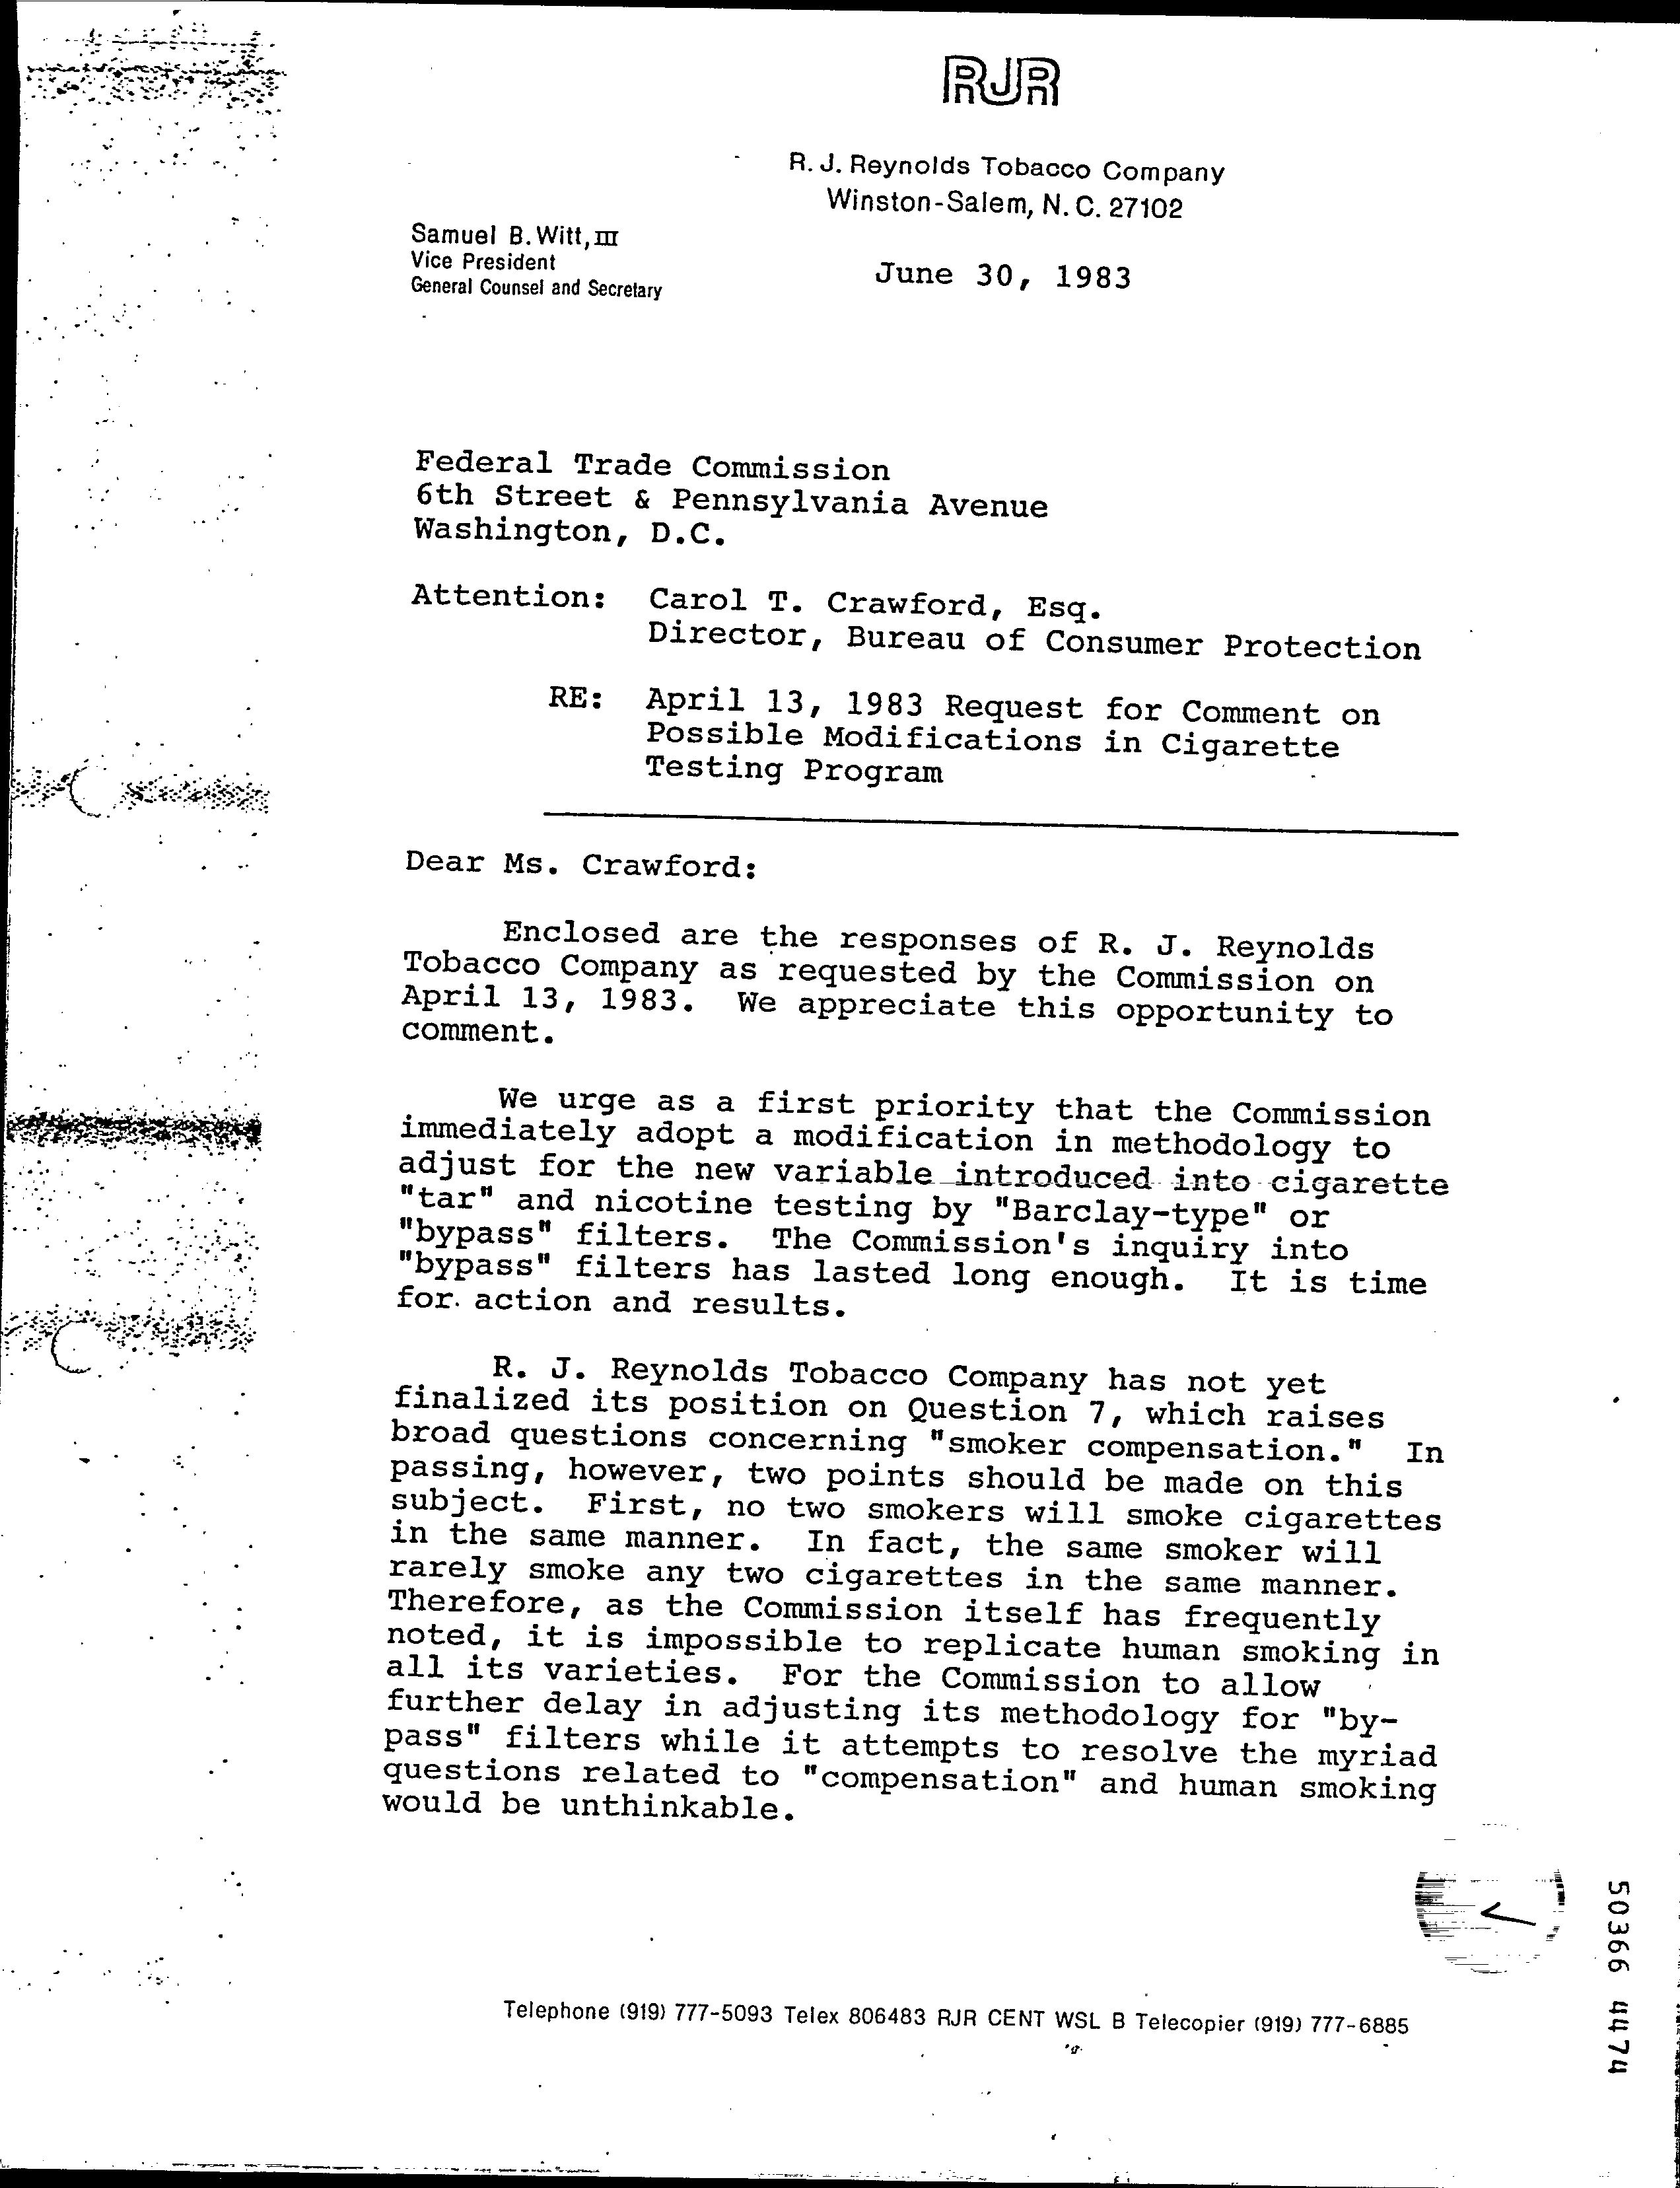 RJR
R. J. Reynolds Tobacco Company
Winston-Salem, N. C. 27102
Samuel B. Witt, III
Vice President
General Counsel and Secretary
June 30, 1983
Federal Trade Commission
6th Street & Pennsylvania Avenue
Washington, D.C.
Attention: Carol T. Crawford, Esq.
Director, Bureau of Consumer Protection
RE: April 13, 1983 Request for Comment on
Possible Modifications in Cigarette
Testing Program
Dear Ms. Crawford:
Enclosed are the responses of R. J. Reynolds
Tobacco Company as requested by the Commission on
April 13, 1983. We appreciate this opportunity to
comment.
We urge as a first priority that the Commission
immediately adopt a modification in methodology to
adjust for the new variable introduced into cigarette
"tar" and nicotine testing by "Barclay-type" or
"bypass" filters. The Commission's inquiry into
"bypass" filters has lasted long enough. It is time
for action and results.
R. J. Reynolds Tobacco Company has not yet
finalized its position on Question 7, which raises
broad questions concerning "smoker compensation." In
passing, however, two points should be made on this
subject. First, no two smokers will smoke cigarettes
in the same manner. In fact, the same smoker will
rarely smoke any two cigarettes in the same manner.
Therefore, as the Commission itself has frequently
noted, it is impossible to replicate human smoking in
all its varieties. For the Commission to allow
further delay in adjusting its methodology for "by-
pass" filters while it attempts to resolve the myriad
questions related to "compensation" and human smoking
would be unthinkable.
50366 4474
Telephone (919) 777-5093 Telex 806483 RJR CENT WSL B Telecopier (919) 777-6885